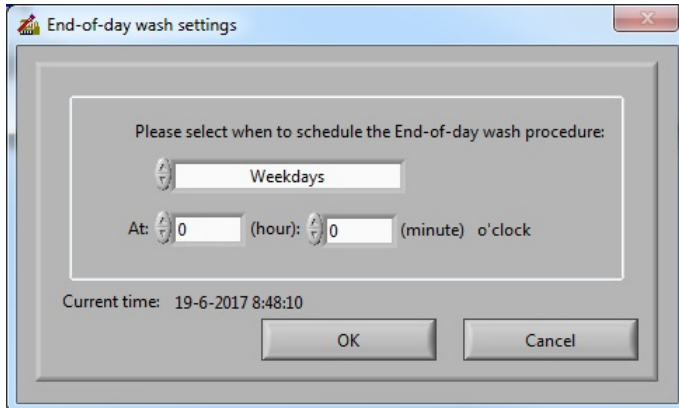 End-of-day wash settings
Please select when to schedule the End-of-day wash procedure:
Weekdays
At: 0 (hour): 0 (minute) o'clock
Current time: 19-6-2017 8:48:10
OK Cancel